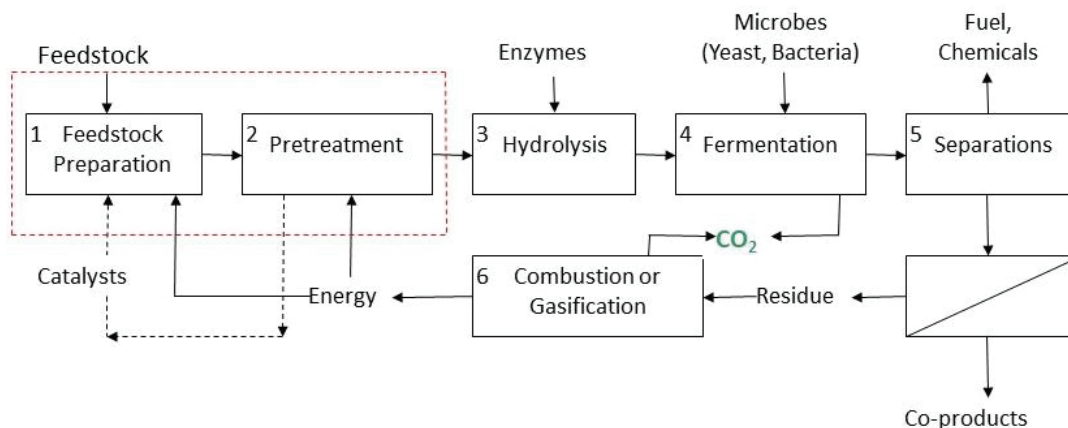 Feedstock
1 Feedstock
Preparation
2
Pretreatment
Enzymes
3
Hydrolysis
Microbes
(Yeast, Bacteria)
4
Fermentation
Fuel,
Chemicals
5
Separations
CO₂
Catalysts
Energy
6 Combustion or
Gasification
Residue
Co-products